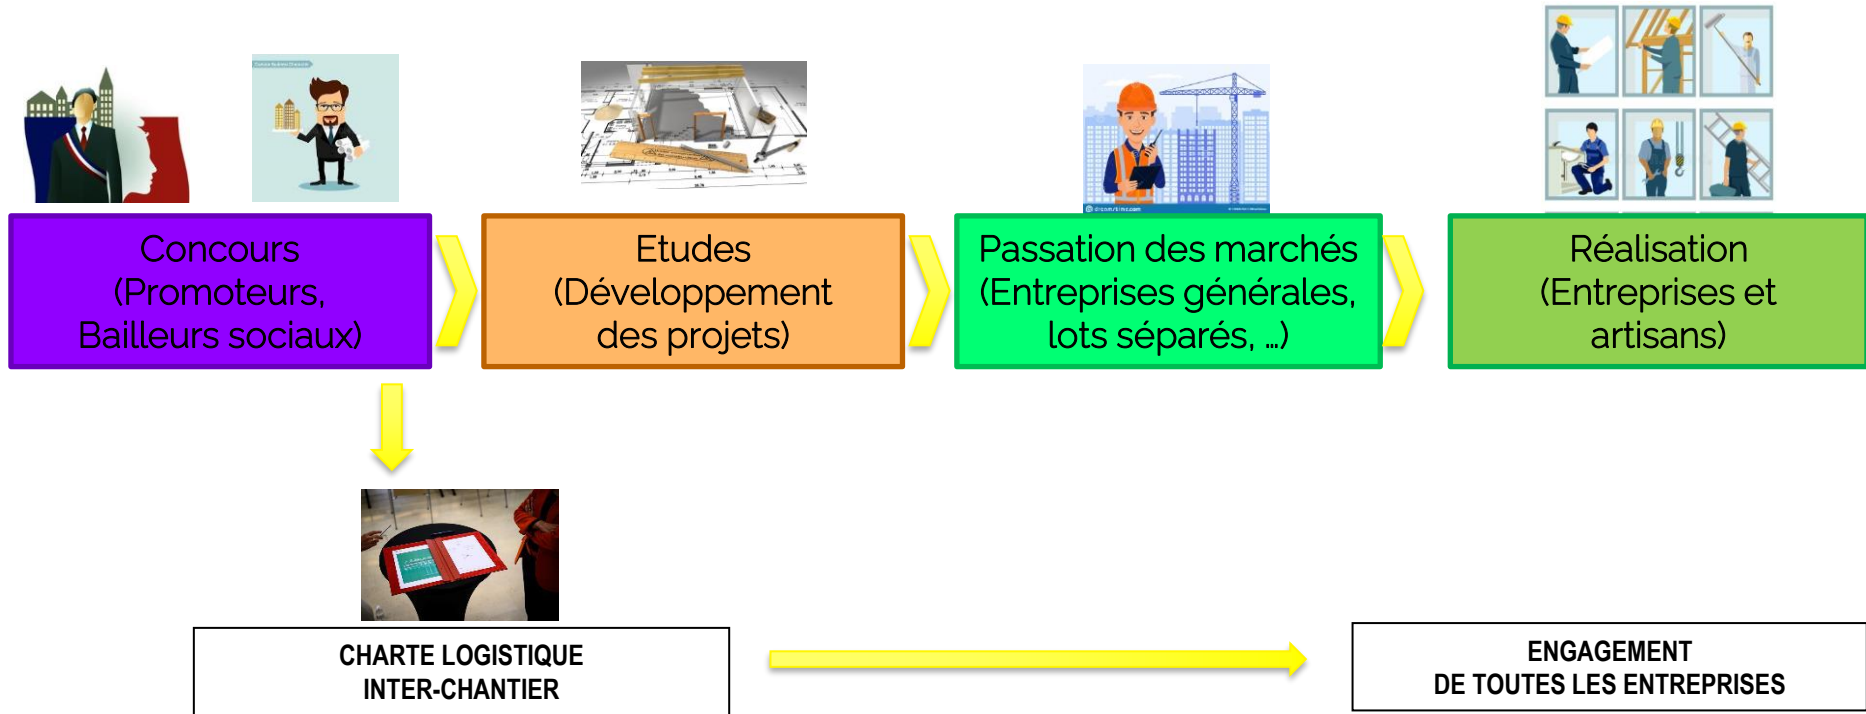 Concours
(Promoteurs,
Bailleurs sociaux)
Etudes
(Développement
des projets)
Passation des marchés
(Entreprises générales,
lots séparés, ...)
Réalisation
(Entreprises et
artisans)
CHARTE LOGISTIQUE
INTER-CHANTIER
ENGAGEMENT
DE TOUTES LES ENTREPRISES